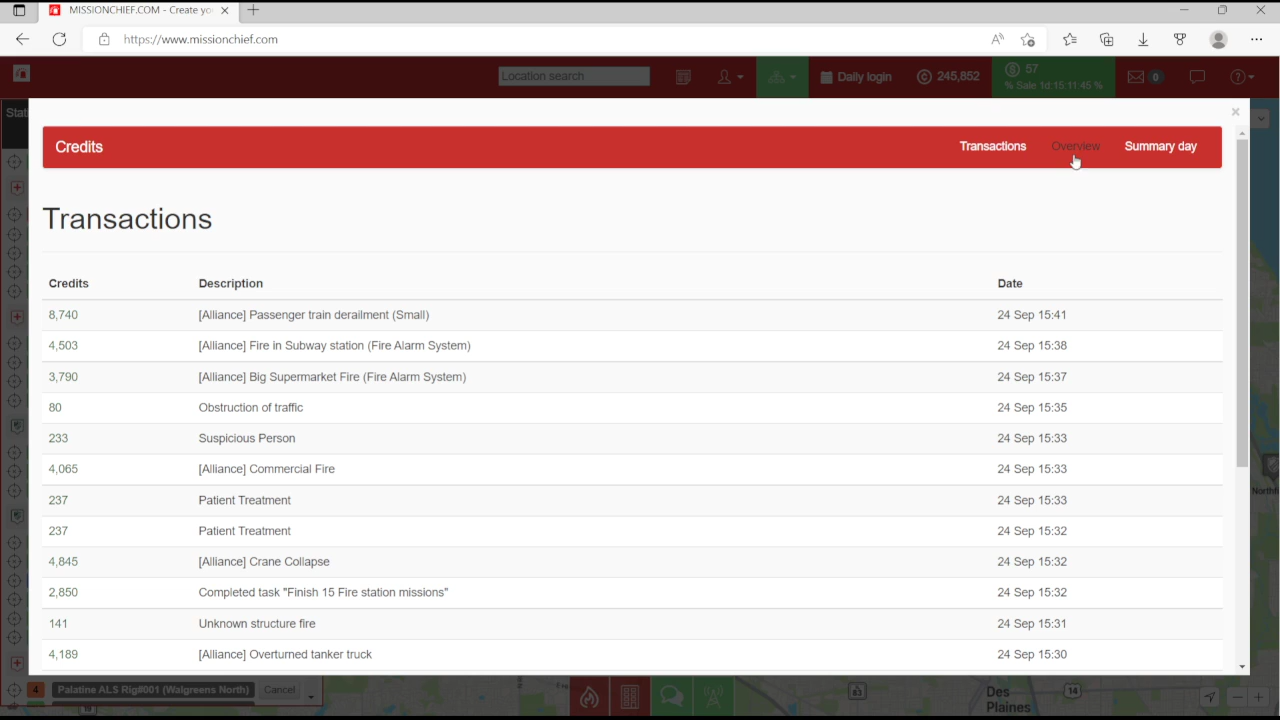 MISSIONCHIEF.COM - Create yo
https://www.missionchief.com
Location search
Daily login
245,852
57
% Sale 1d:15:11:45 %
0
Stati
Credits
Transactions
Overview
Summary day
Transactions
Credits Description Date
8,740 [Alliance] Passenger train derailment (Small) 24 Sep 15:41
4,503 [Alliance] Fire in Subway station (Fire Alarm System) 24 Sep 15:38
3,790 [Alliance] Big Supermarket Fire (Fire Alarm System) 24 Sep 15:37
80 Obstruction of traffic 24 Sep 15:35
233 Suspicious Person 24 Sep 15:33
4,065 [Alliance] Commercial Fire 24 Sep 15:33
237 Patient Treatment 24 Sep 15:33
237 Patient Treatment 24 Sep 15:32
4,845 [Alliance] Crane Collapse 24 Sep 15:32
2,850 Completed task "Finish 15 Fire station missions" 24 Sep 15:32
141 Unknown structure fire 24 Sep 15:31
4,189 [Alliance] Overturned tanker truck 24 Sep 15:30
Northfi
4 Palatine ALS Rig#001 (Walgreens North) Cancel
83
Des
Plaines
14